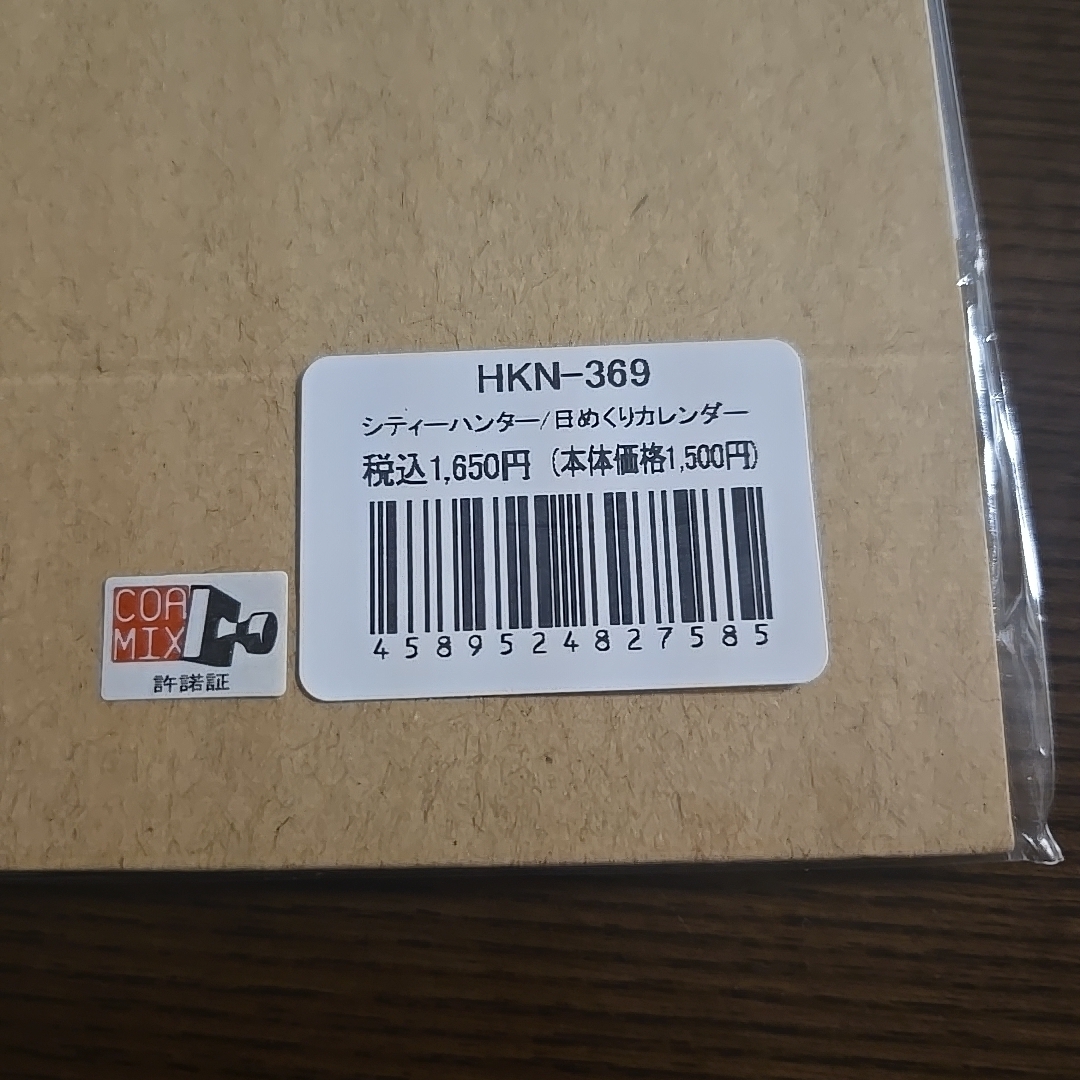 HKN-369
シティーハンター/日めくりカレンダー
税込1,650円 (本体価格1,500円)
4589524827585
COA
MIX
許諾証